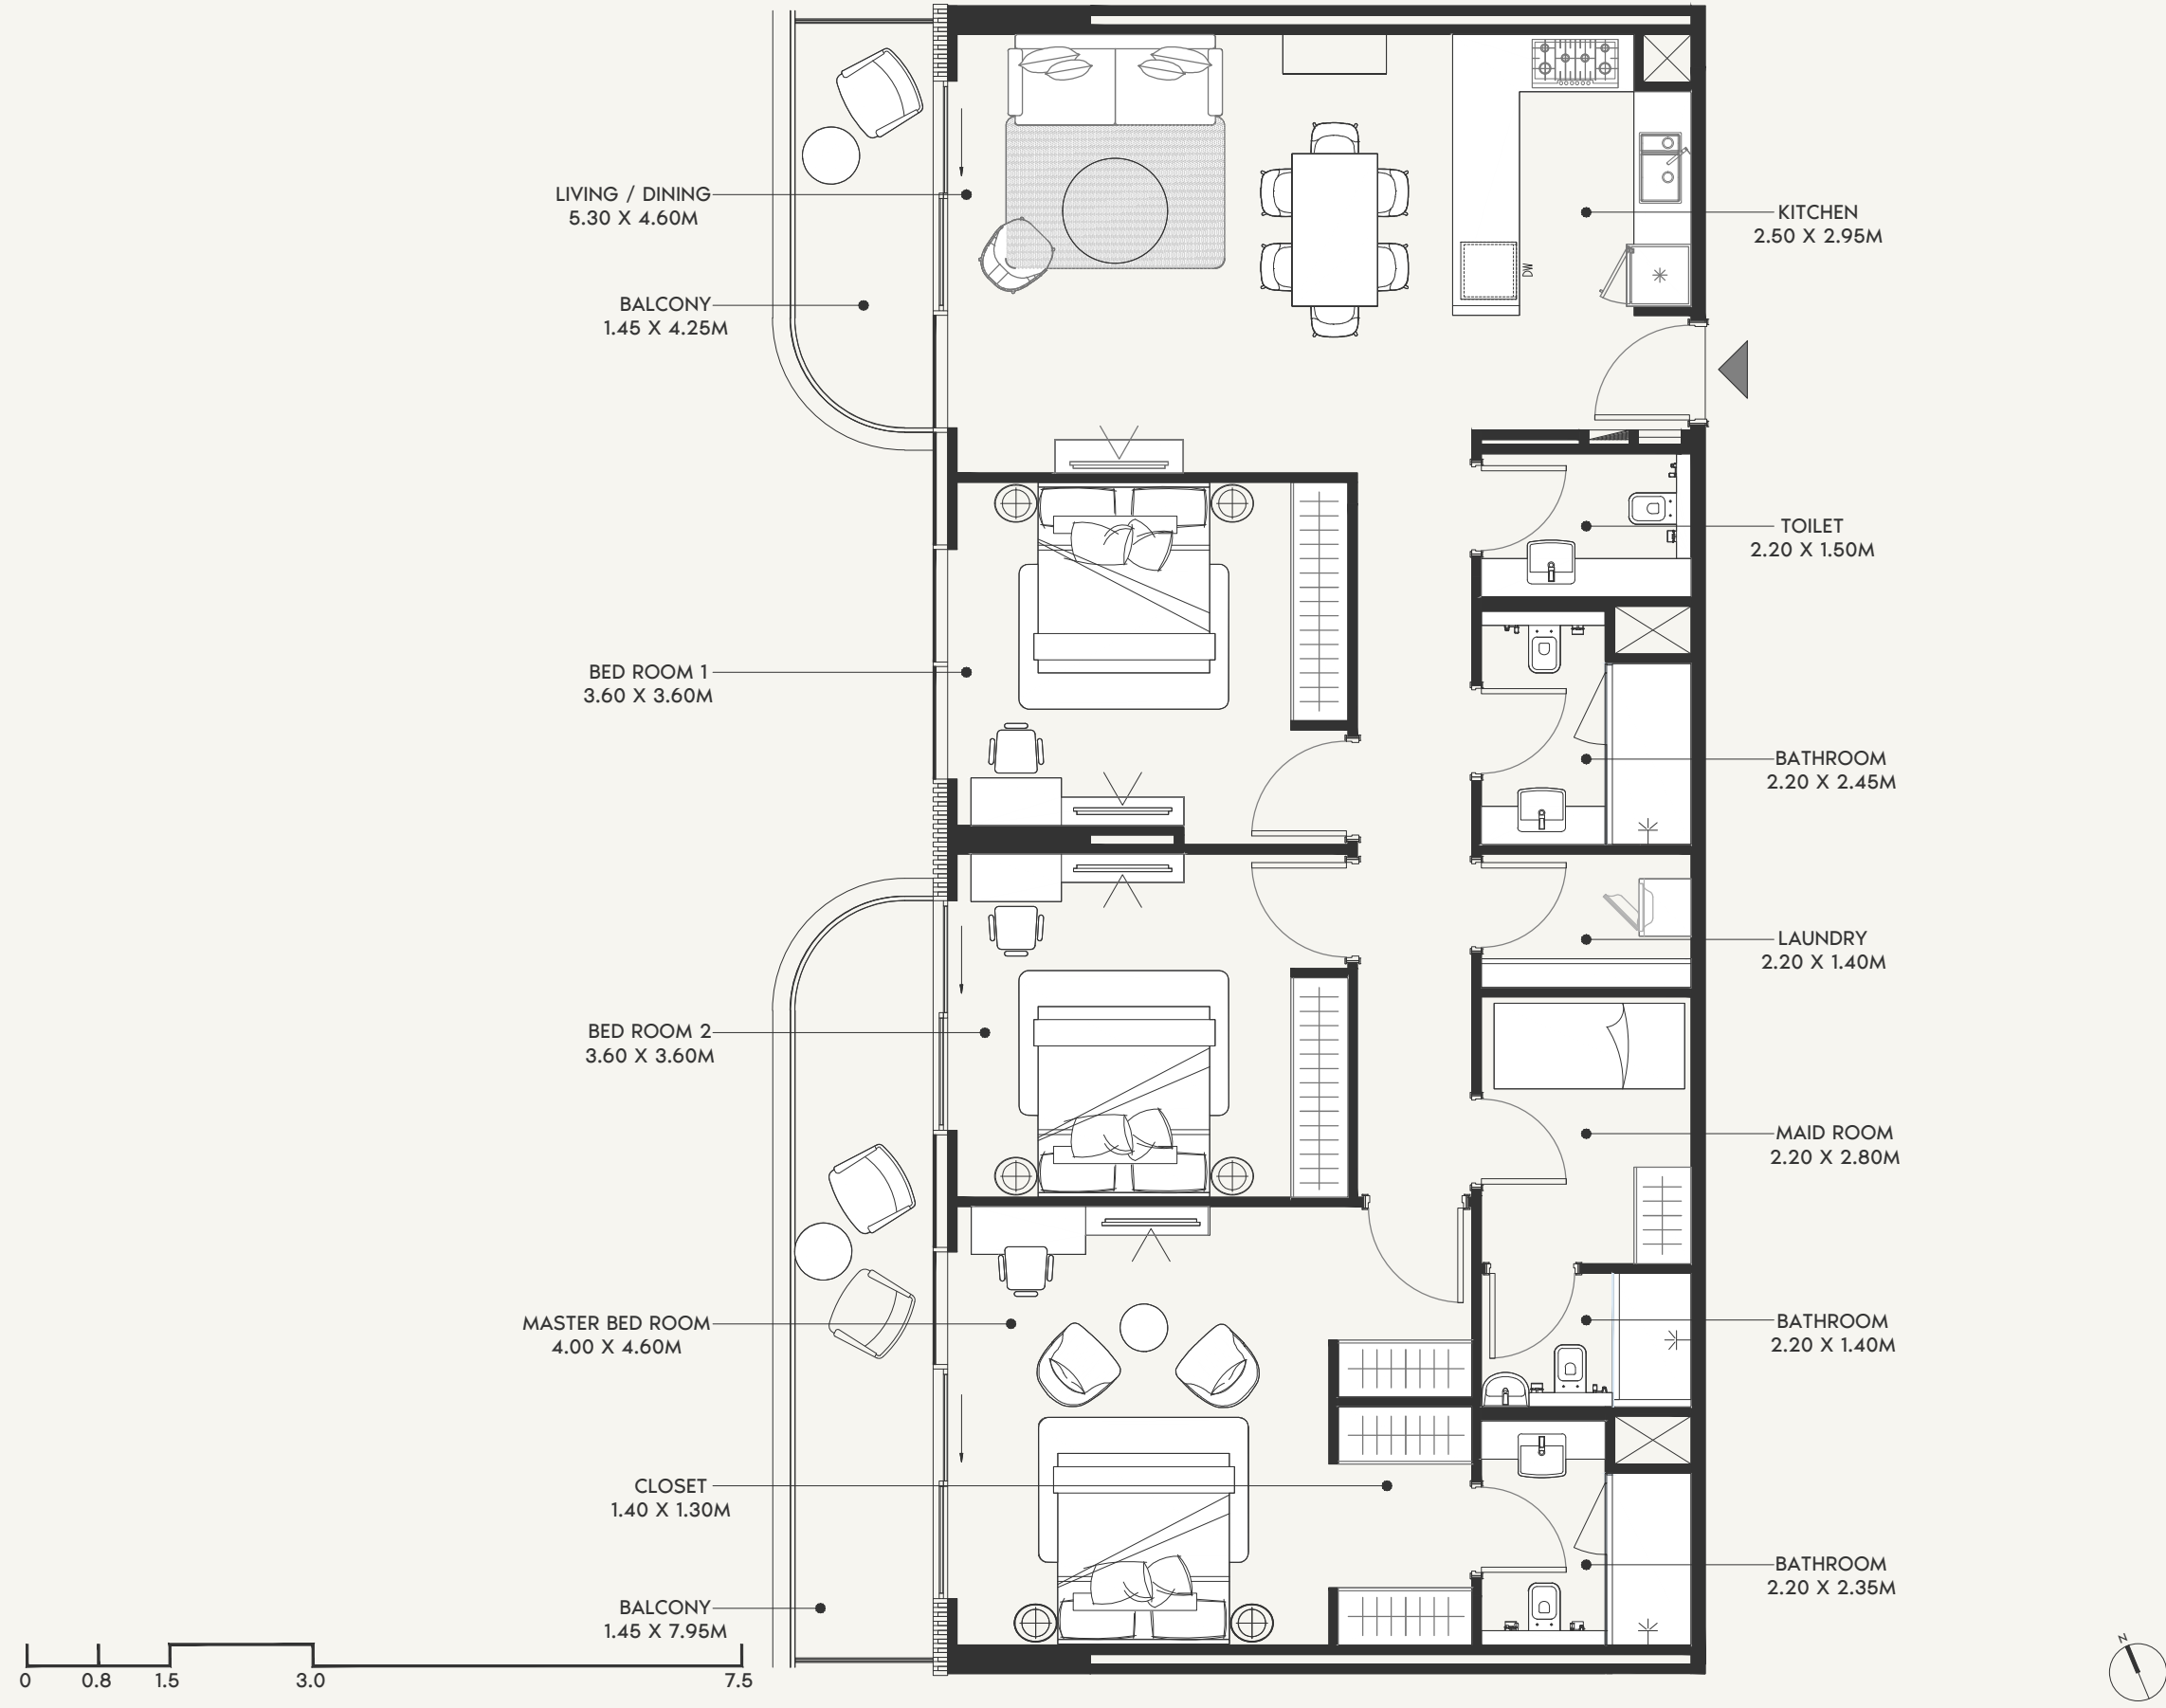 LIVING / DINING
5.30 X 4.60M
BALCONY
1.45 X 4.25M
BED ROOM 1
3.60 X 3.60M
BED ROOM 2
3.60 X 3.60M
MASTER BED ROOM
4.00 X 4.60M
CLOSET
1.40 X 1.30M
BALCONY
1.45 X 7.95M
KITCHEN
2.50 X 2.95M
DW
TOILET
2.20 X 1.50M
BATHROOM
2.20 X 2.45M
LAUNDRY
2.20 X 1.40M
MAID ROOM
2.20 X 2.80M
BATHROOM
2.20 X 1.40M
BATHROOM
2.20 X 2.35M
0 0.8 1.5 3.0 7.5
N